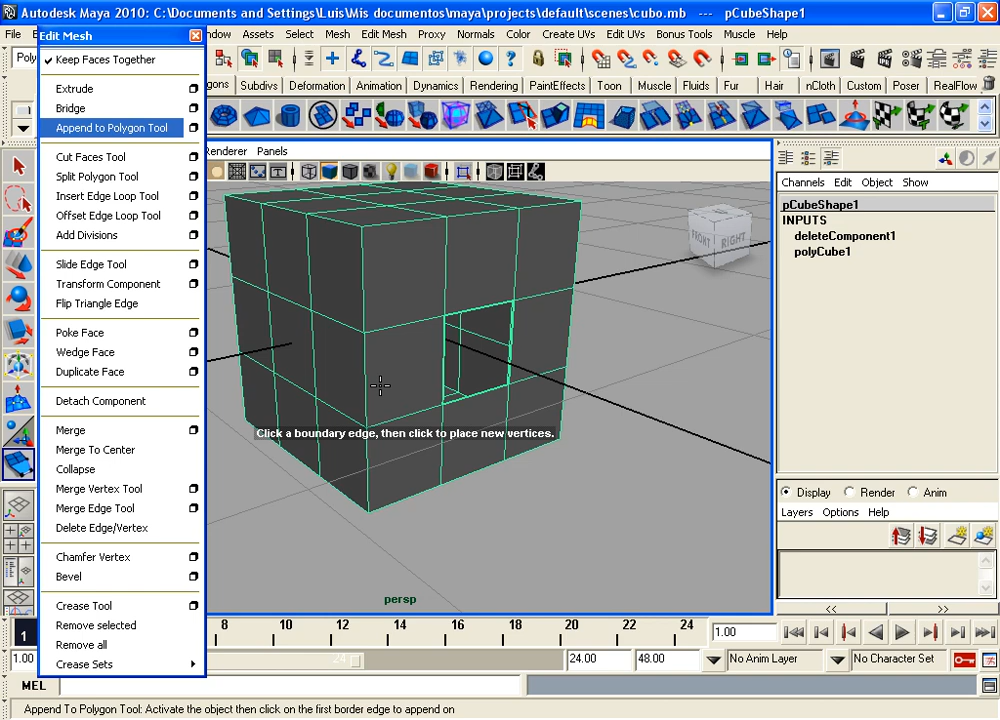 Autodesk Maya 2010: C:\Documents and Settings\Luis\Mis documentos\maya\projects\default\scenes\cubo.mb --- pCubeShape1
File
Edit Mesh
Assets Select Mesh Edit Mesh Proxy Normals Color Create UVs Edit UVs Bonus Tools Muscle Help
Keep Faces Together
Subdivs Deformation Animation Dynamics Rendering PaintEffects Toon Muscle Fluids Fur Hair nCloth Custom Poser RealFlow
Extrude
Bridge
Append to Polygon Tool
Cut Faces Tool
Split Polygon Tool
Insert Edge Loop Tool
Offset Edge Loop Tool
Add Divisions
Slide Edge Tool
Transform Component
Flip Triangle Edge
Poke Face
Wedge Face
Duplicate Face
Detach Component
Merge
Merge To Center
Collapse
Merge Vertex Tool
Merge Edge Tool
Delete Edge/Vertex
Chamfer Vertex
Bevel
Crease Tool
Remove selected
Remove all
Crease Sets
Renderer Panels
FRONT RIGHT
Click a boundary edge, then click to place new vertices.
persp
Channels Edit Object Show
pCubeShape1
INPUTS
deleteComponent1
polyCube1
Display Render Anim
Layers Options Help
<< >>
1 8 10 12 14 16 18 20 22 24 1.00
1.00 24 24.00 48.00 No Anim Layer No Character Set
MEL
Append To Polygon Tool: Activate the object then click on the first border edge to append on